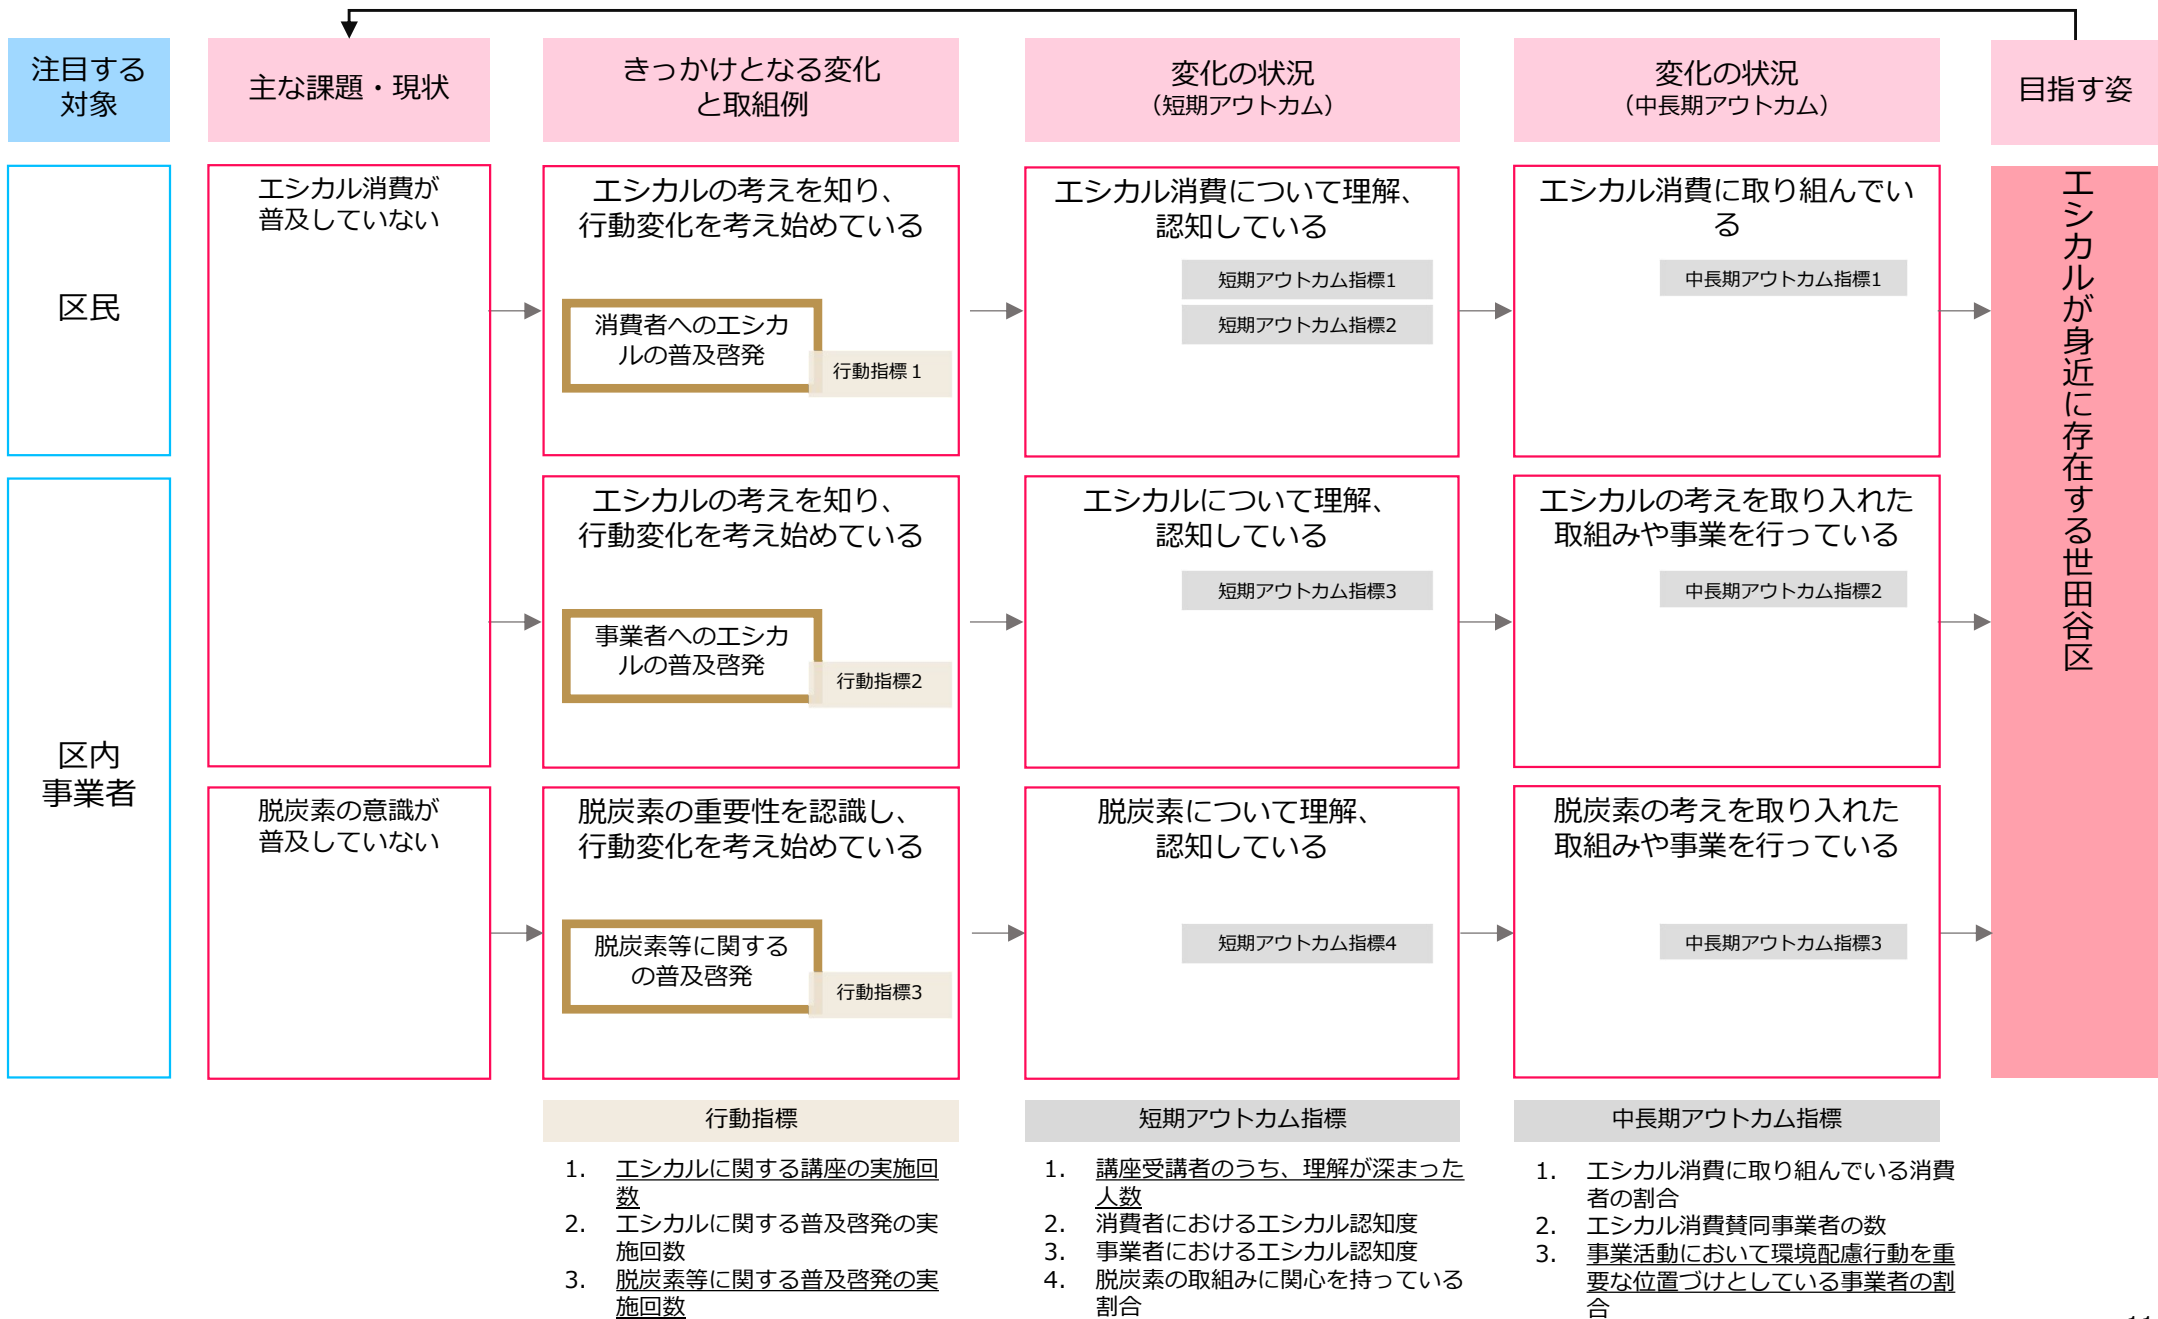 注目する
対象
主な課題・現状
きっかけとなる変化
と取組例
変化の状況
（短期アウトカム）
変化の状況
（中長期アウトカム）
目指す姿
区民
エシカル消費が
普及していない
エシカルの考えを知り、
行動変化を考え始めている
消費者へのエシカ
ルの普及啓発
行動指標１
エシカル消費について理解、
認知している
短期アウトカム指標1
短期アウトカム指標2
エシカル消費に取り組んでい
る
中長期アウトカム指標1
エシカルが身近に存在する世田谷区
区内
事業者
エシカルの考えを知り、
行動変化を考え始めている
事業者へのエシカ
ルの普及啓発
行動指標2
エシカルについて理解、
認知している
短期アウトカム指標3
エシカルの考えを取り入れた
取組みや事業を行っている
中長期アウトカム指標2
脱炭素の意識が
普及していない
脱炭素の重要性を認識し、
行動変化を考え始めている
脱炭素等に関する
の普及啓発
行動指標3
脱炭素について理解、
認知している
短期アウトカム指標4
脱炭素の考えを取り入れた
取組みや事業を行っている
中長期アウトカム指標3
行動指標
1. エシカルに関する講座の実施回
数
2. エシカルに関する普及啓発の実
施回数
3. 脱炭素等に関する普及啓発の実
施回数
短期アウトカム指標
1. 講座受講者のうち、理解が深まった
人数
2. 消費者におけるエシカル認知度
3. 事業者におけるエシカル認知度
4. 脱炭素の取組みに関心を持っている
割合
中長期アウトカム指標
1. エシカル消費に取り組んでいる消費
者の割合
2. エシカル消費賛同事業者の数
3. 事業活動において環境配慮行動を重
要な位置づけとしている事業者の割
合